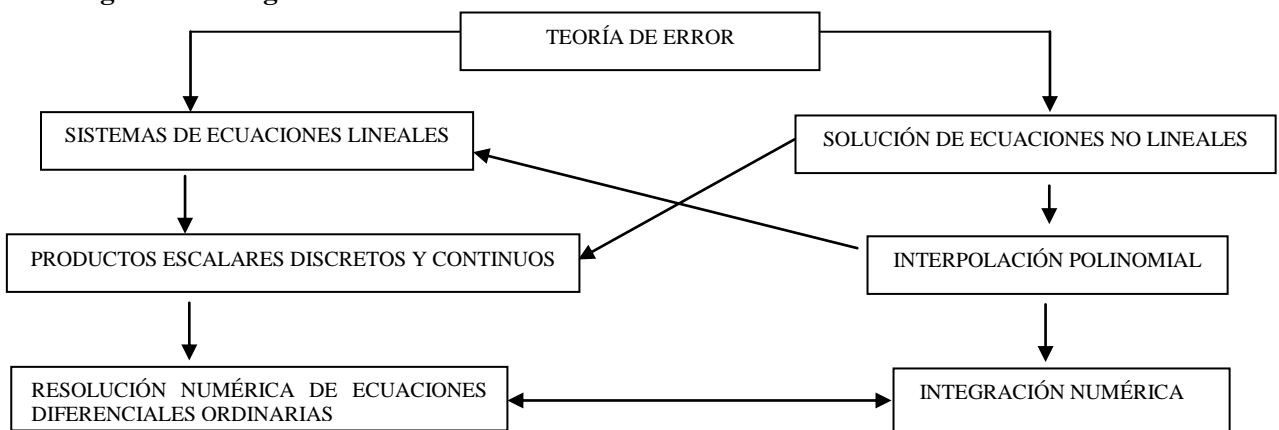 TEORÍA DE ERROR
SISTEMAS DE ECUACIONES LINEALES
SOLUCIÓN DE ECUACIONES NO LINEALES
PRODUCTOS ESCALARES DISCRETOS Y CONTINUOS
INTERPOLACIÓN POLINOMIAL
RESOLUCIÓN NUMÉRICA DE ECUACIONES
DIFERENCIALES ORDINARIAS
INTEGRACIÓN NUMÉRICA